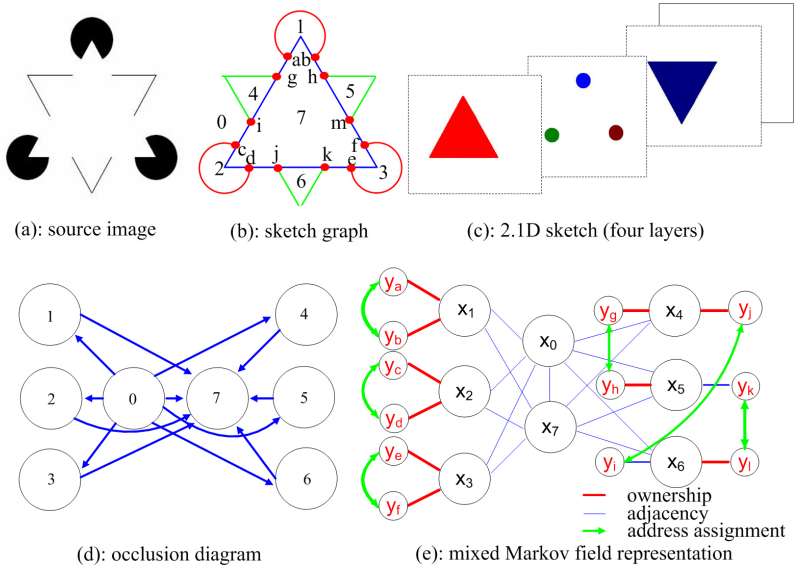 1
ab
g
h
4
5
0
7
i
m
c
f
2
d
j
k
e
3
6
(a): source image
(b): sketch graph
(c): 2.1D sketch (four layers)
1
4
2
0
7
5
3
6
(d): occlusion diagram
ya
x1
yb
yc
x2
yd
ye
x3
yf
x0
x7
yg
x4
yj
yh
x5
yk
yi
x6
yl
ownership
adjacency
address assignment
(e): mixed Markov field representation